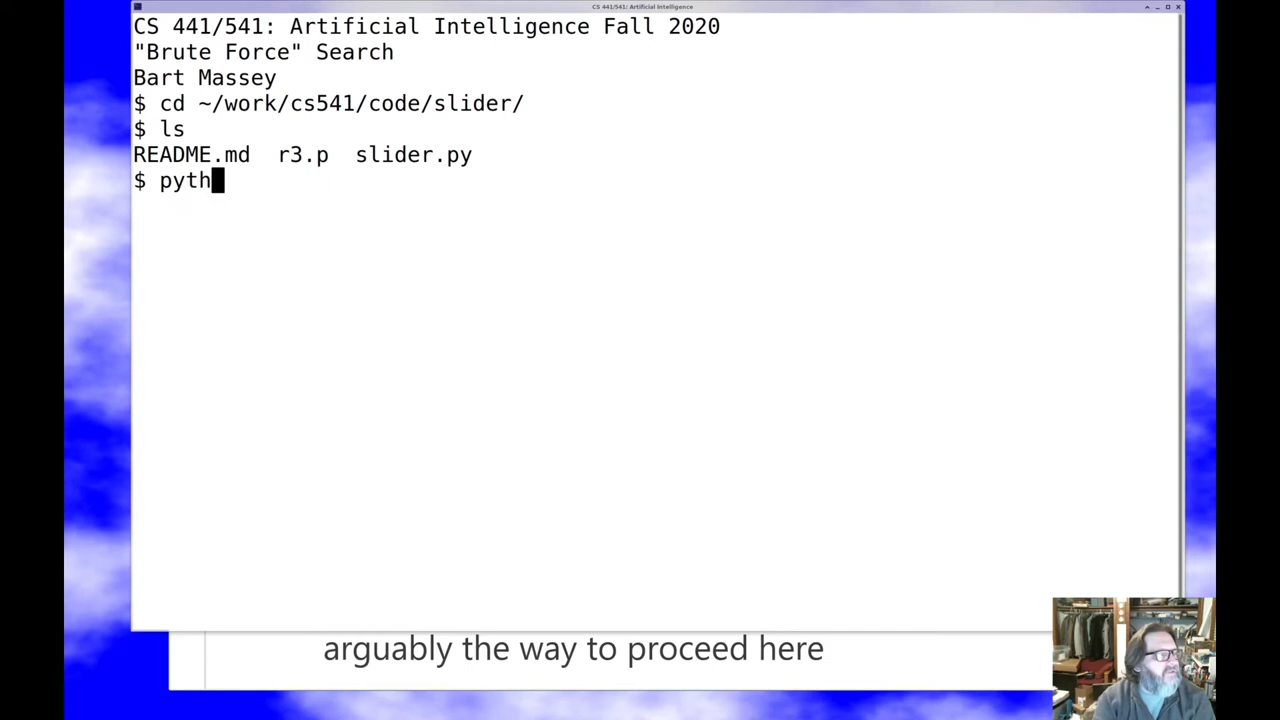 CS 441/541: Artificial Intelligence
CS 441/541: Artificial Intelligence Fall 2020
"Brute Force" Search
Bart Massey
$ cd ~/work/cs541/code/slider/
$ ls
README.md  r3.p  slider.py
$ pyth
arguably the way to proceed here